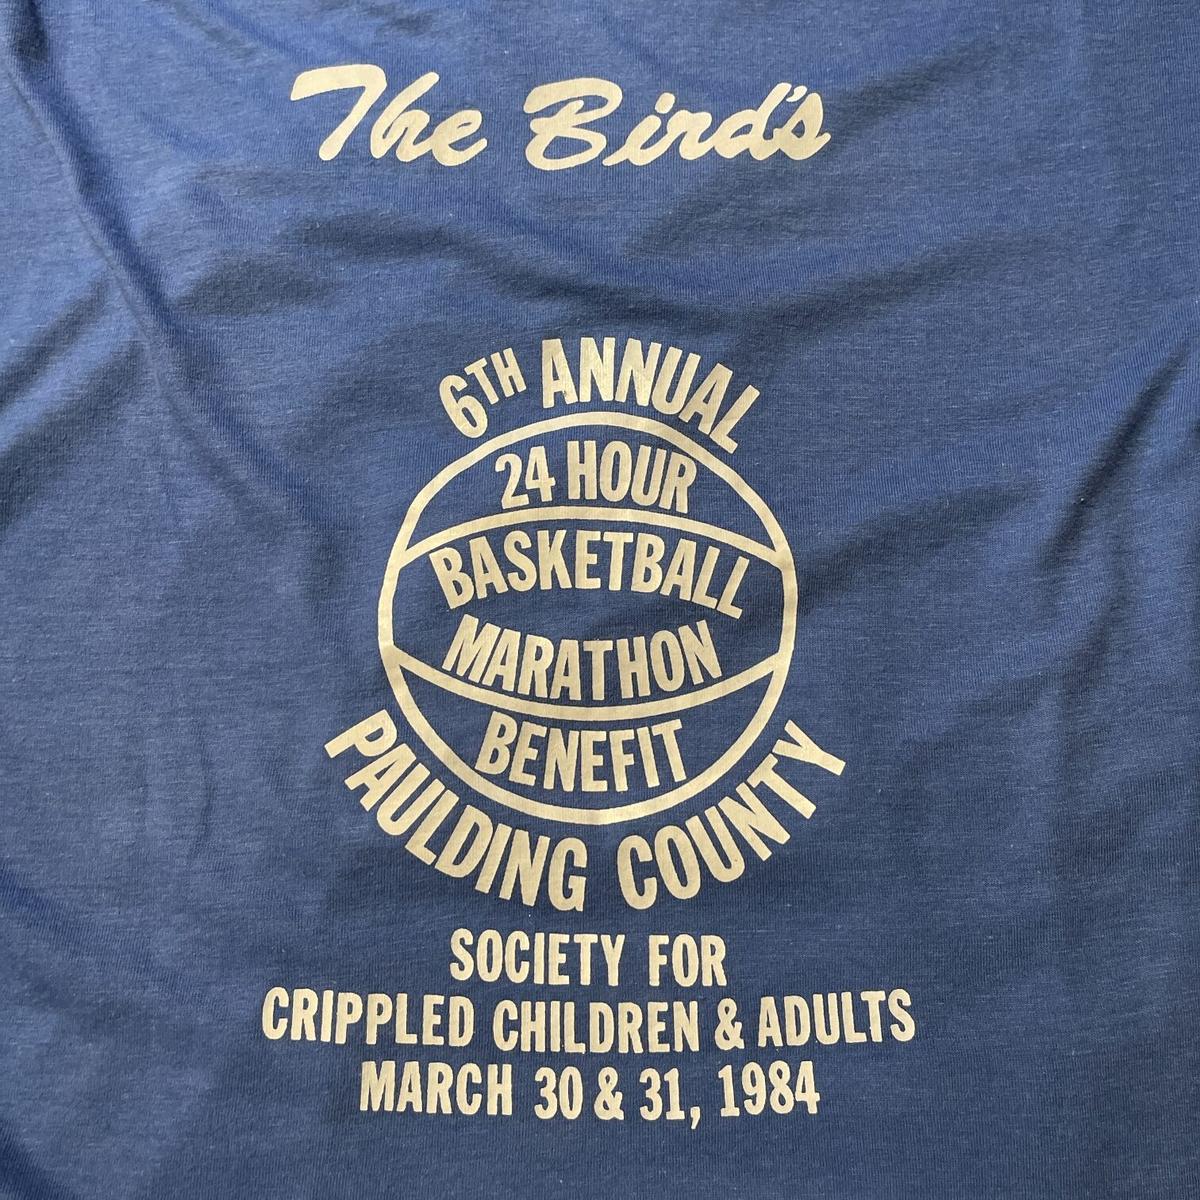 The Bird's
6TH ANNUAL
24 HOUR
BASKETBALL
MARATHON
BENEFIT
PAULDING COUNTY
SOCIETY FOR
CRIPPLED CHILDREN & ADULTS
MARCH 30 & 31, 1984